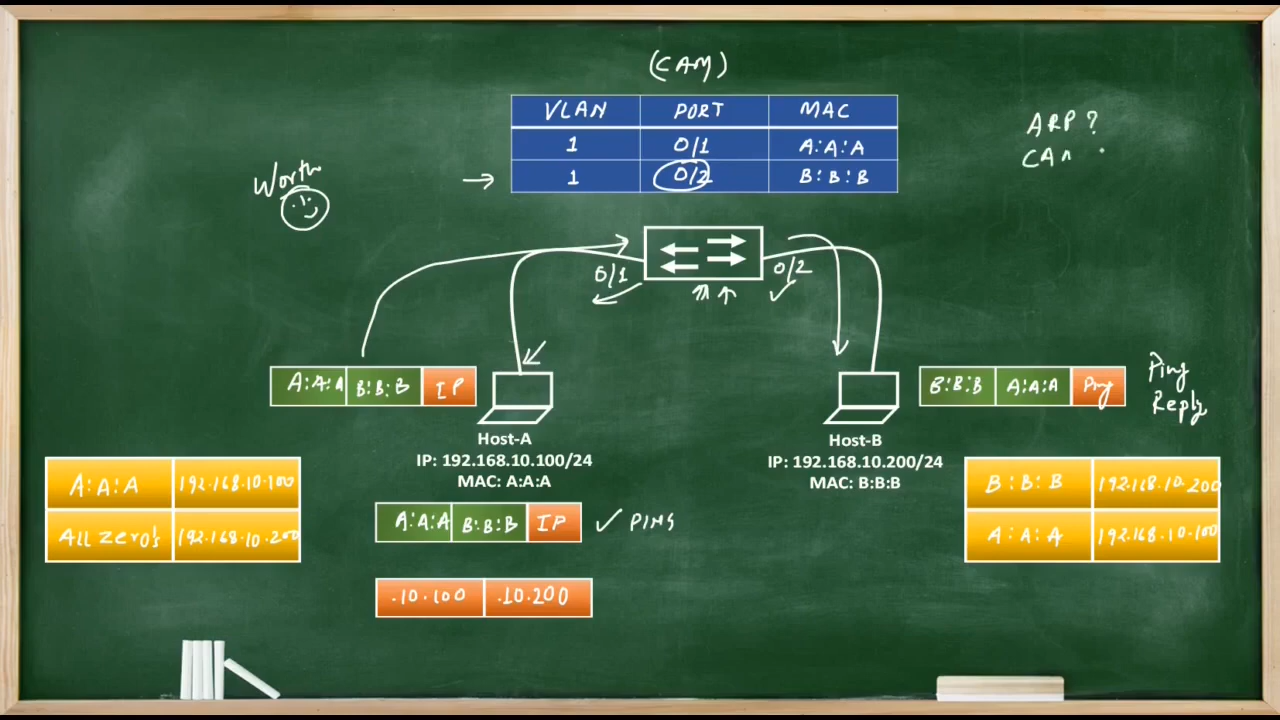 (CAM)
VLAN PORT MAC
1 0/1 A:A:A
1 0/2 B:B:B
ARP?
CAM
Worth
0/1
0/2
A:A:A B:B:B IP
B:B:B A:A:A Ping
Ping
Reply
Host-A
IP: 192.168.10.100/24
MAC: A:A:A
Host-B
IP: 192.168.10.200/24
MAC: B:B:B
A:A:A 192.168.10.100
All zero's 192.168.10.200
B:B:B 192.168.10.200
A:A:A 192.168.10.100
A:A:A B:B:B IP
PING
.10.100 .10.200